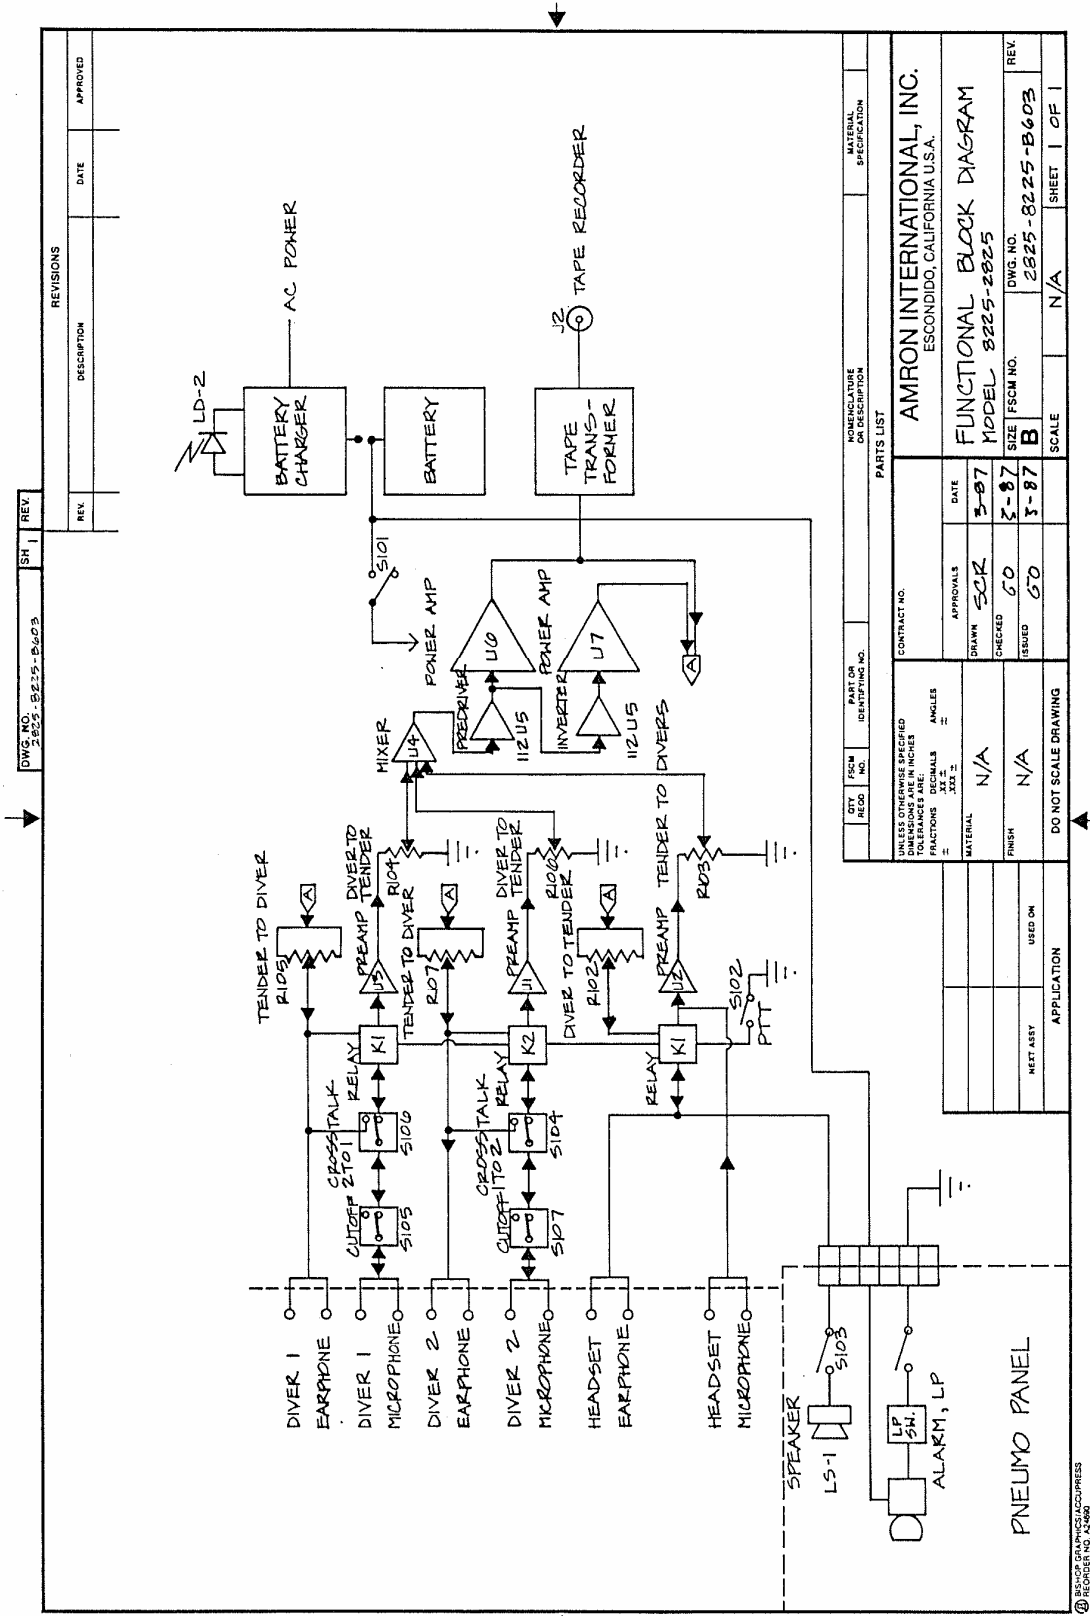 DWG. NO.
2825-8225-B603
SH 1
REV.
REVISIONS
REV.
DESCRIPTION
DATE
APPROVED
DIVER 1
EARPHONE
DIVER 1
MICROPHONE
DIVER 2
EARPHONE
DIVER 2
MICROPHONE
HEADSET
EARPHONE
HEADSET
MICROPHONE
CUTOFF
S105
CROSSTALK
2TO1
S106
RELAY
K1
TENDER TO DIVER
R105
A
PREAMP
U3
DIVER TO
TENDER
R104
CUTOFF
S107
CROSSTALK
1TO2
S104
RELAY
K2
TENDER TO DIVER
R107
A
PREAMP
U1
DIVER TO
TENDER
R106
DIVER TO TENDER
R102
A
RELAY
K1
PREAMP
U2
TENDER TO DIVERS
R103
S102
PTT
MIXER
U4
PREDRIVER
1/2 U5
INVERTER
1/2 U5
POWER AMP
U6
POWER AMP
U7
A
S101
LD-2
BATTERY
CHARGER
AC POWER
BATTERY
TAPE
TRANS-
FORMER
J2
TAPE RECORDER
SPEAKER
LS-1
S103
LP
SW.
ALARM, LP
PNEUMO PANEL
QTY
REQD
FSCM
NO.
PART OR
IDENTIFYING NO.
NOMENCLATURE
OR DESCRIPTION
MATERIAL
SPECIFICATION
PARTS LIST
UNLESS OTHERWISE SPECIFIED
DIMENSIONS ARE IN INCHES
TOLERANCES ARE:
FRACTIONS DECIMALS ANGLES
± .XX ± ±
.XXX ±
MATERIAL
N/A
FINISH
N/A
DO NOT SCALE DRAWING
NEXT ASSY
USED ON
APPLICATION
CONTRACT NO.
APPROVALS
DATE
DRAWN SCR 3-87
CHECKED GO 3-87
ISSUED GO 3-87
AMRON INTERNATIONAL, INC.
ESCONDIDO, CALIFORNIA U.S.A.
FUNCTIONAL BLOCK DIAGRAM
MODEL 8225-2825
SIZE
B
FSCM NO.
DWG. NO.
2825-8225-B603
REV.
SCALE
N/A
SHEET 1 OF 1
BISHOP GRAPHICS/ACCUPRESS
REORDER NO. A24690